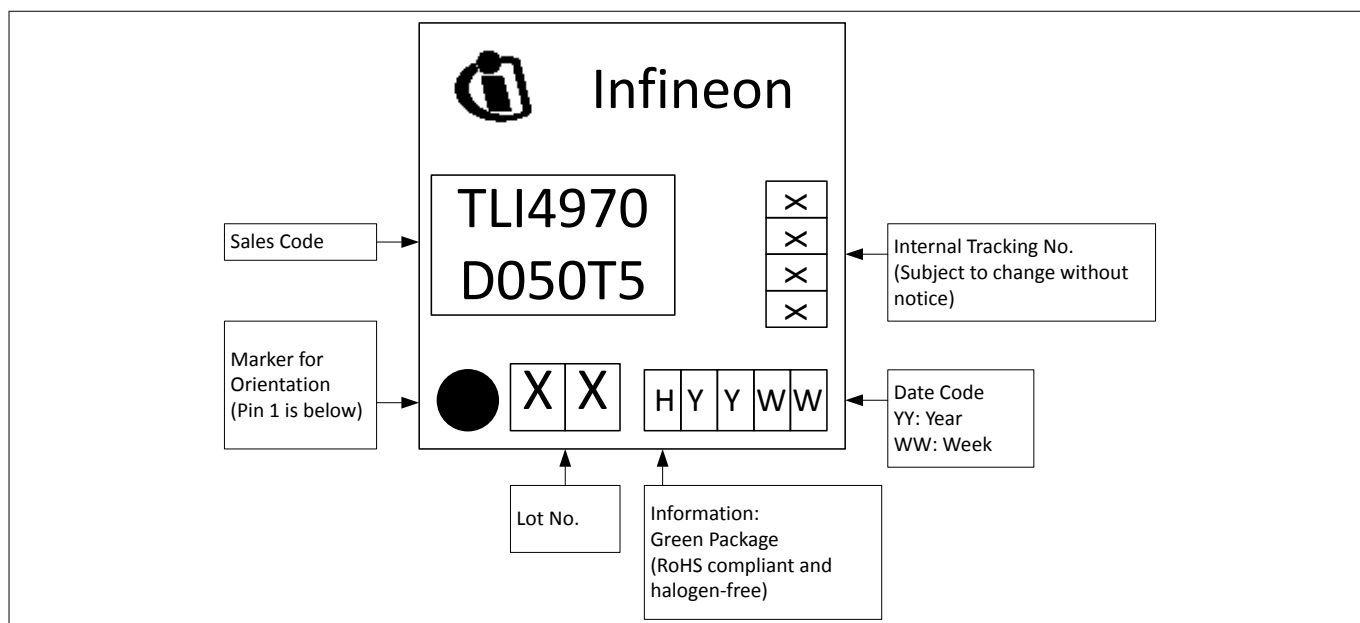 Infineon
TLI4970
D050T5
X
X
X
X
X X
H Y Y W W
Sales Code
Internal Tracking No.
(Subject to change without
notice)
Marker for
Orientation
(Pin 1 is below)
Date Code
YY: Year
WW: Week
Lot No.
Information:
Green Package
(RoHS compliant and
halogen-free)